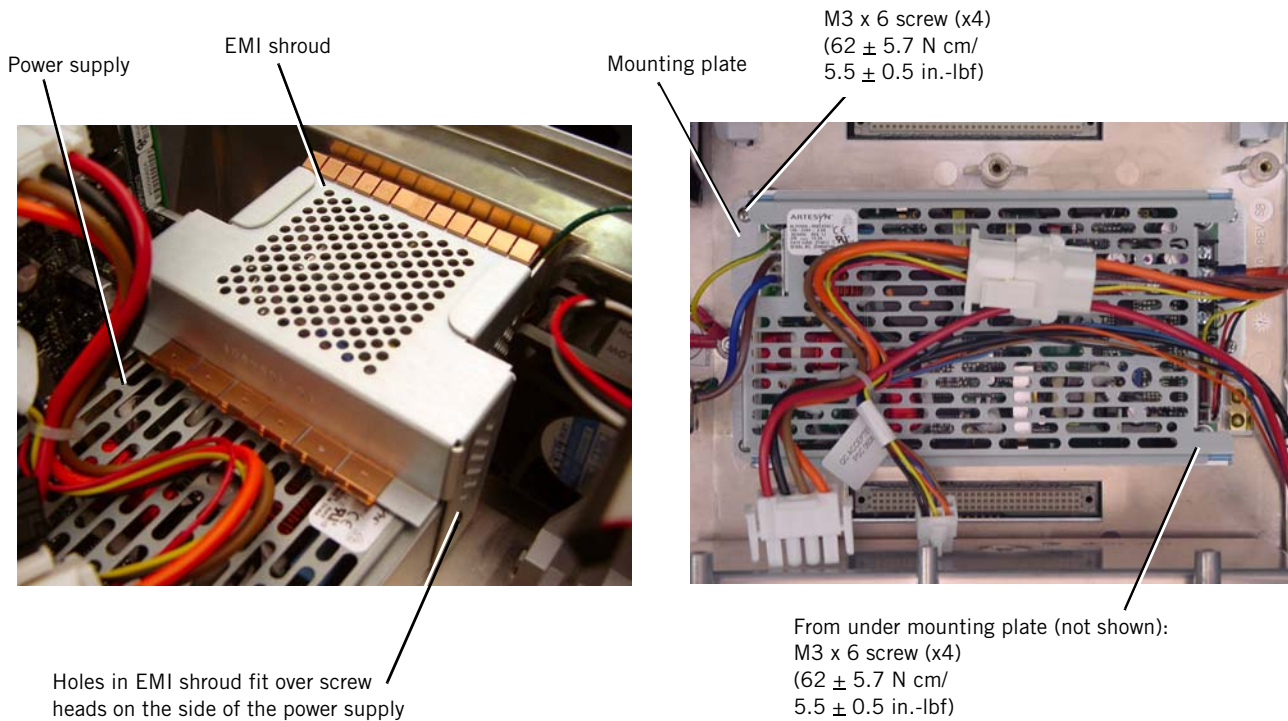 Power supply
EMI shroud
Mounting plate
M3 x 6 screw (x4)
(62 ± 5.7 N cm/
5.5 ± 0.5 in.-lbf)
ARTESYN
QC ACCEPTED
Holes in EMI shroud fit over screw
heads on the side of the power supply
From under mounting plate (not shown):
M3 x 6 screw (x4)
(62 ± 5.7 N cm/
5.5 ± 0.5 in.-lbf)